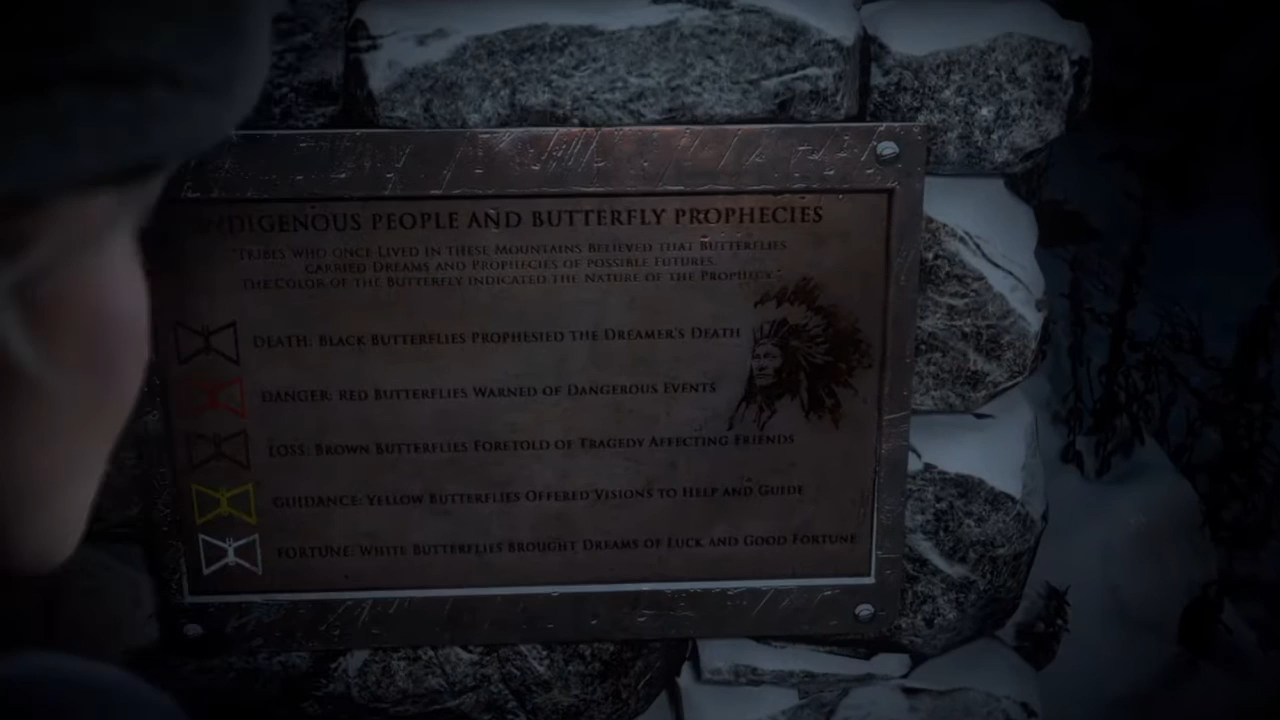 INDIGENOUS PEOPLE AND BUTTERFLY PROPHECIES
"TRIBES WHO ONCE LIVED IN THESE MOUNTAINS BELIEVED THAT BUTTERFLIES
CARRIED DREAMS AND PROPHECIES OF POSSIBLE FUTURES.
THE COLOR OF THE BUTTERFLY INDICATED THE NATURE OF THE PROPHECY."
DEATH: BLACK BUTTERFLIES PROPHESIED THE DREAMER'S DEATH
DANGER: RED BUTTERFLIES WARNED OF DANGEROUS EVENTS
LOSS: BROWN BUTTERFLIES FORETOLD OF TRAGEDY AFFECTING FRIENDS
GUIDANCE: YELLOW BUTTERFLIES OFFERED VISIONS TO HELP AND GUIDE
FORTUNE: WHITE BUTTERFLIES BROUGHT DREAMS OF LUCK AND GOOD FORTUNE